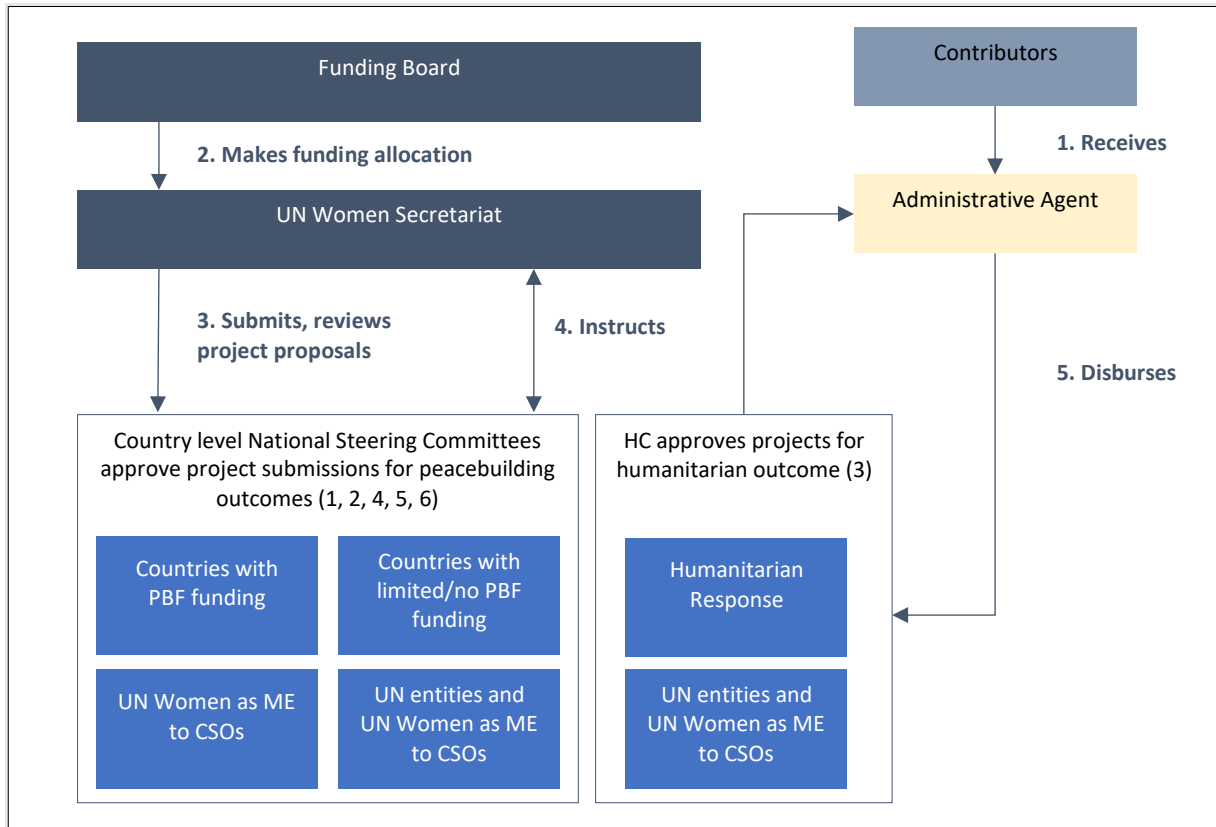 Funding Board
Contributors
2. Makes funding allocation
1. Receives
UN Women Secretariat
Administrative Agent
3. Submits, reviews
project proposals
4. Instructs
5. Disburses
Country level National Steering Committees
approve project submissions for peacebuilding
outcomes (1, 2, 4, 5, 6)
Countries with
PBF funding
Countries with
limited/no PBF
funding
UN Women as ME
to CSOs
UN entities and
UN Women as ME
to CSOs
HC approves projects for
humanitarian outcome (3)
Humanitarian
Response
UN entities and
UN Women as ME
to CSOs